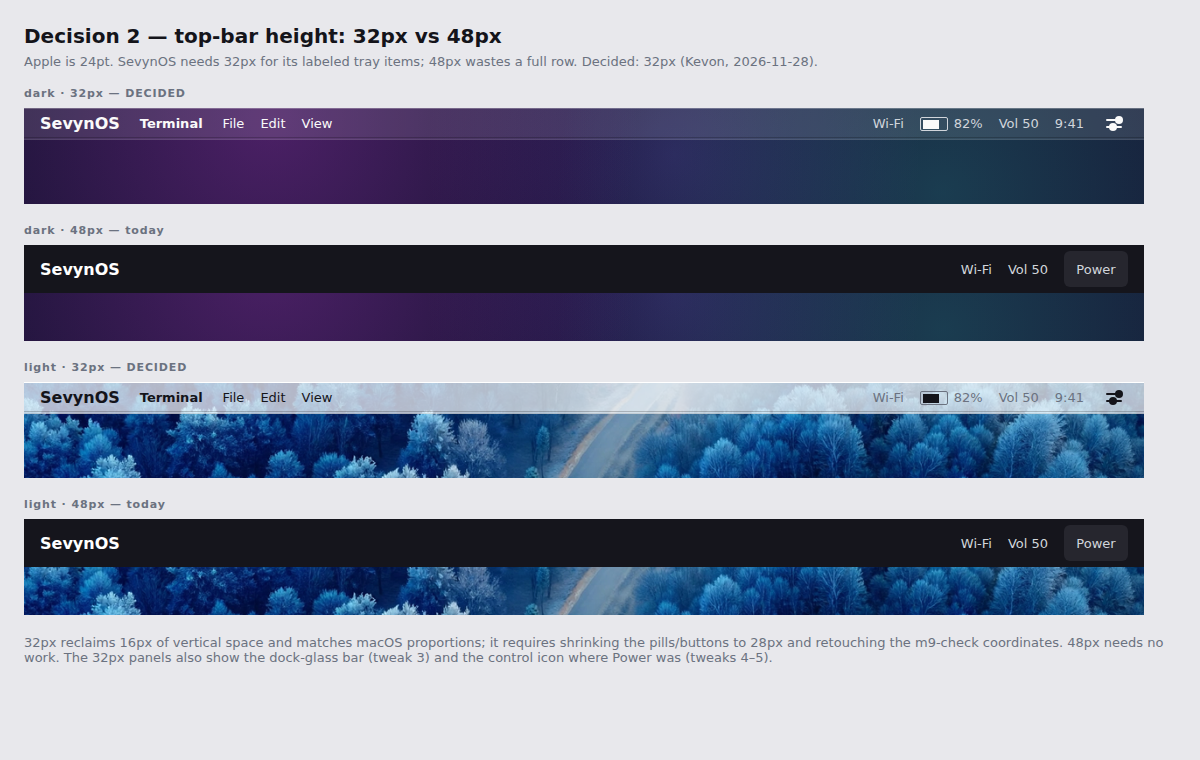 Decision 2 — top-bar height: 32px vs 48px
Apple is 24pt. SevynOS needs 32px for its labeled tray items; 48px wastes a full row. Decided: 32px (Kevon, 2026-11-28).
dark · 32px — DECIDED
SevynOS Terminal File Edit View Wi-Fi 82% Vol 50 9:41
dark · 48px — today
SevynOS Wi-Fi Vol 50 Power
light · 32px — DECIDED
SevynOS Terminal File Edit View Wi-Fi 82% Vol 50 9:41
light · 48px — today
SevynOS Wi-Fi Vol 50 Power
32px reclaims 16px of vertical space and matches macOS proportions; it requires shrinking the pills/buttons to 28px and retouching the m9-check coordinates. 48px needs no
work. The 32px panels also show the dock-glass bar (tweak 3) and the control icon where Power was (tweaks 4–5).